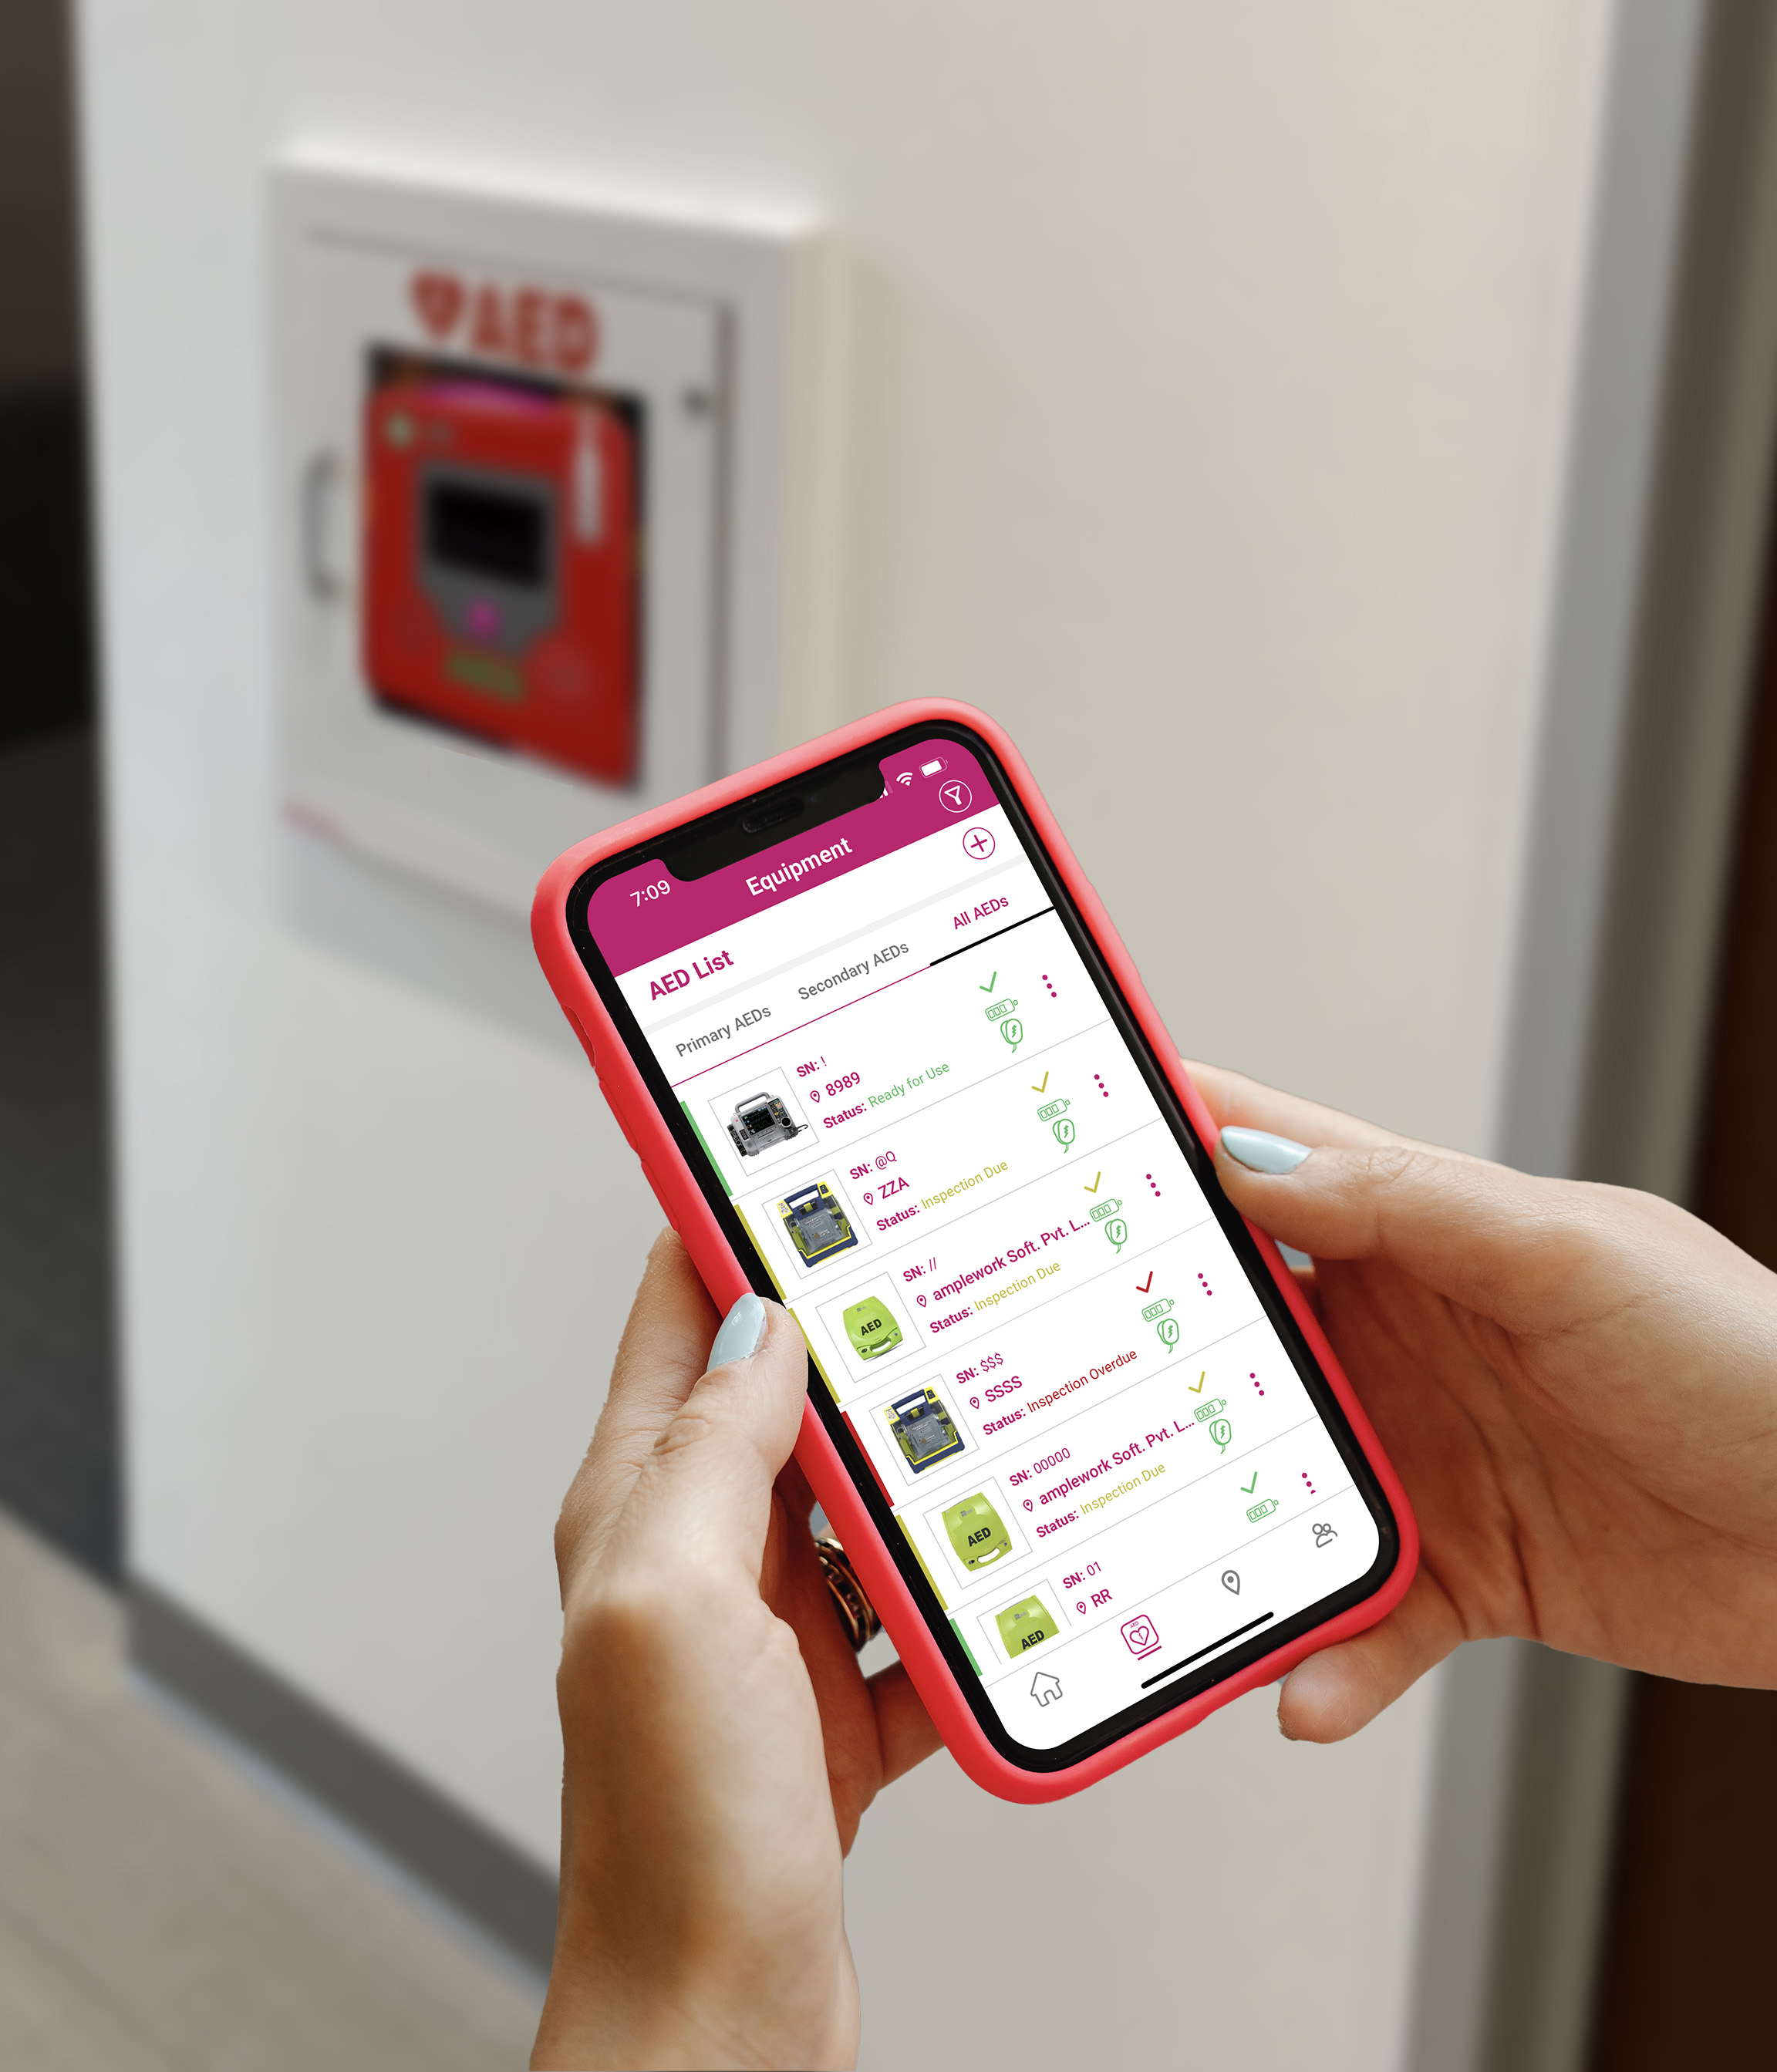 AED
7:09
Equipment
AED List
Primary AEDs
Secondary AEDs
All AEDs
SN: !
8989
Status: Ready for Use
SN: @Q
ZZA
Status: Inspection Due
AED
SN: //
amplework Soft. Pvt. L...
Status: Inspection Due
SN: $$$
SSSS
Status: Inspection Overdue
AED
SN: 00000
amplework Soft. Pvt. L...
Status: Inspection Due
AED
SN: 01
RR